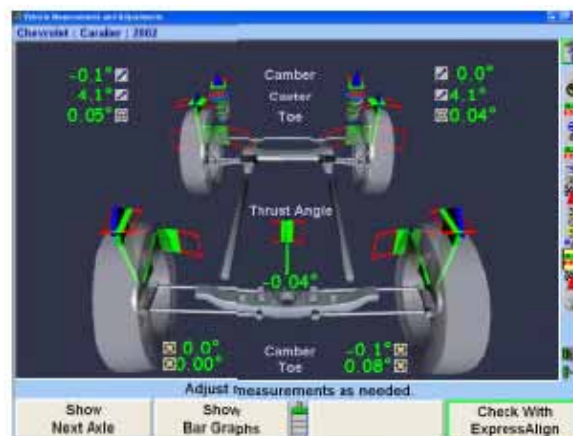 Vehicle Measurements and Adjustments
Chevrolet : Cavalier : 2002
-0.1° Camber 0.0°
4.1° Caster 4.1°
0.05° Toe 0.04°
Thrust Angle
-0.04°
0.0° Camber -0.1°
0.00° Toe 0.08°
Adjust measurements as needed.
Show Next Axle
Show Bar Graphs
Check With ExpressAlign